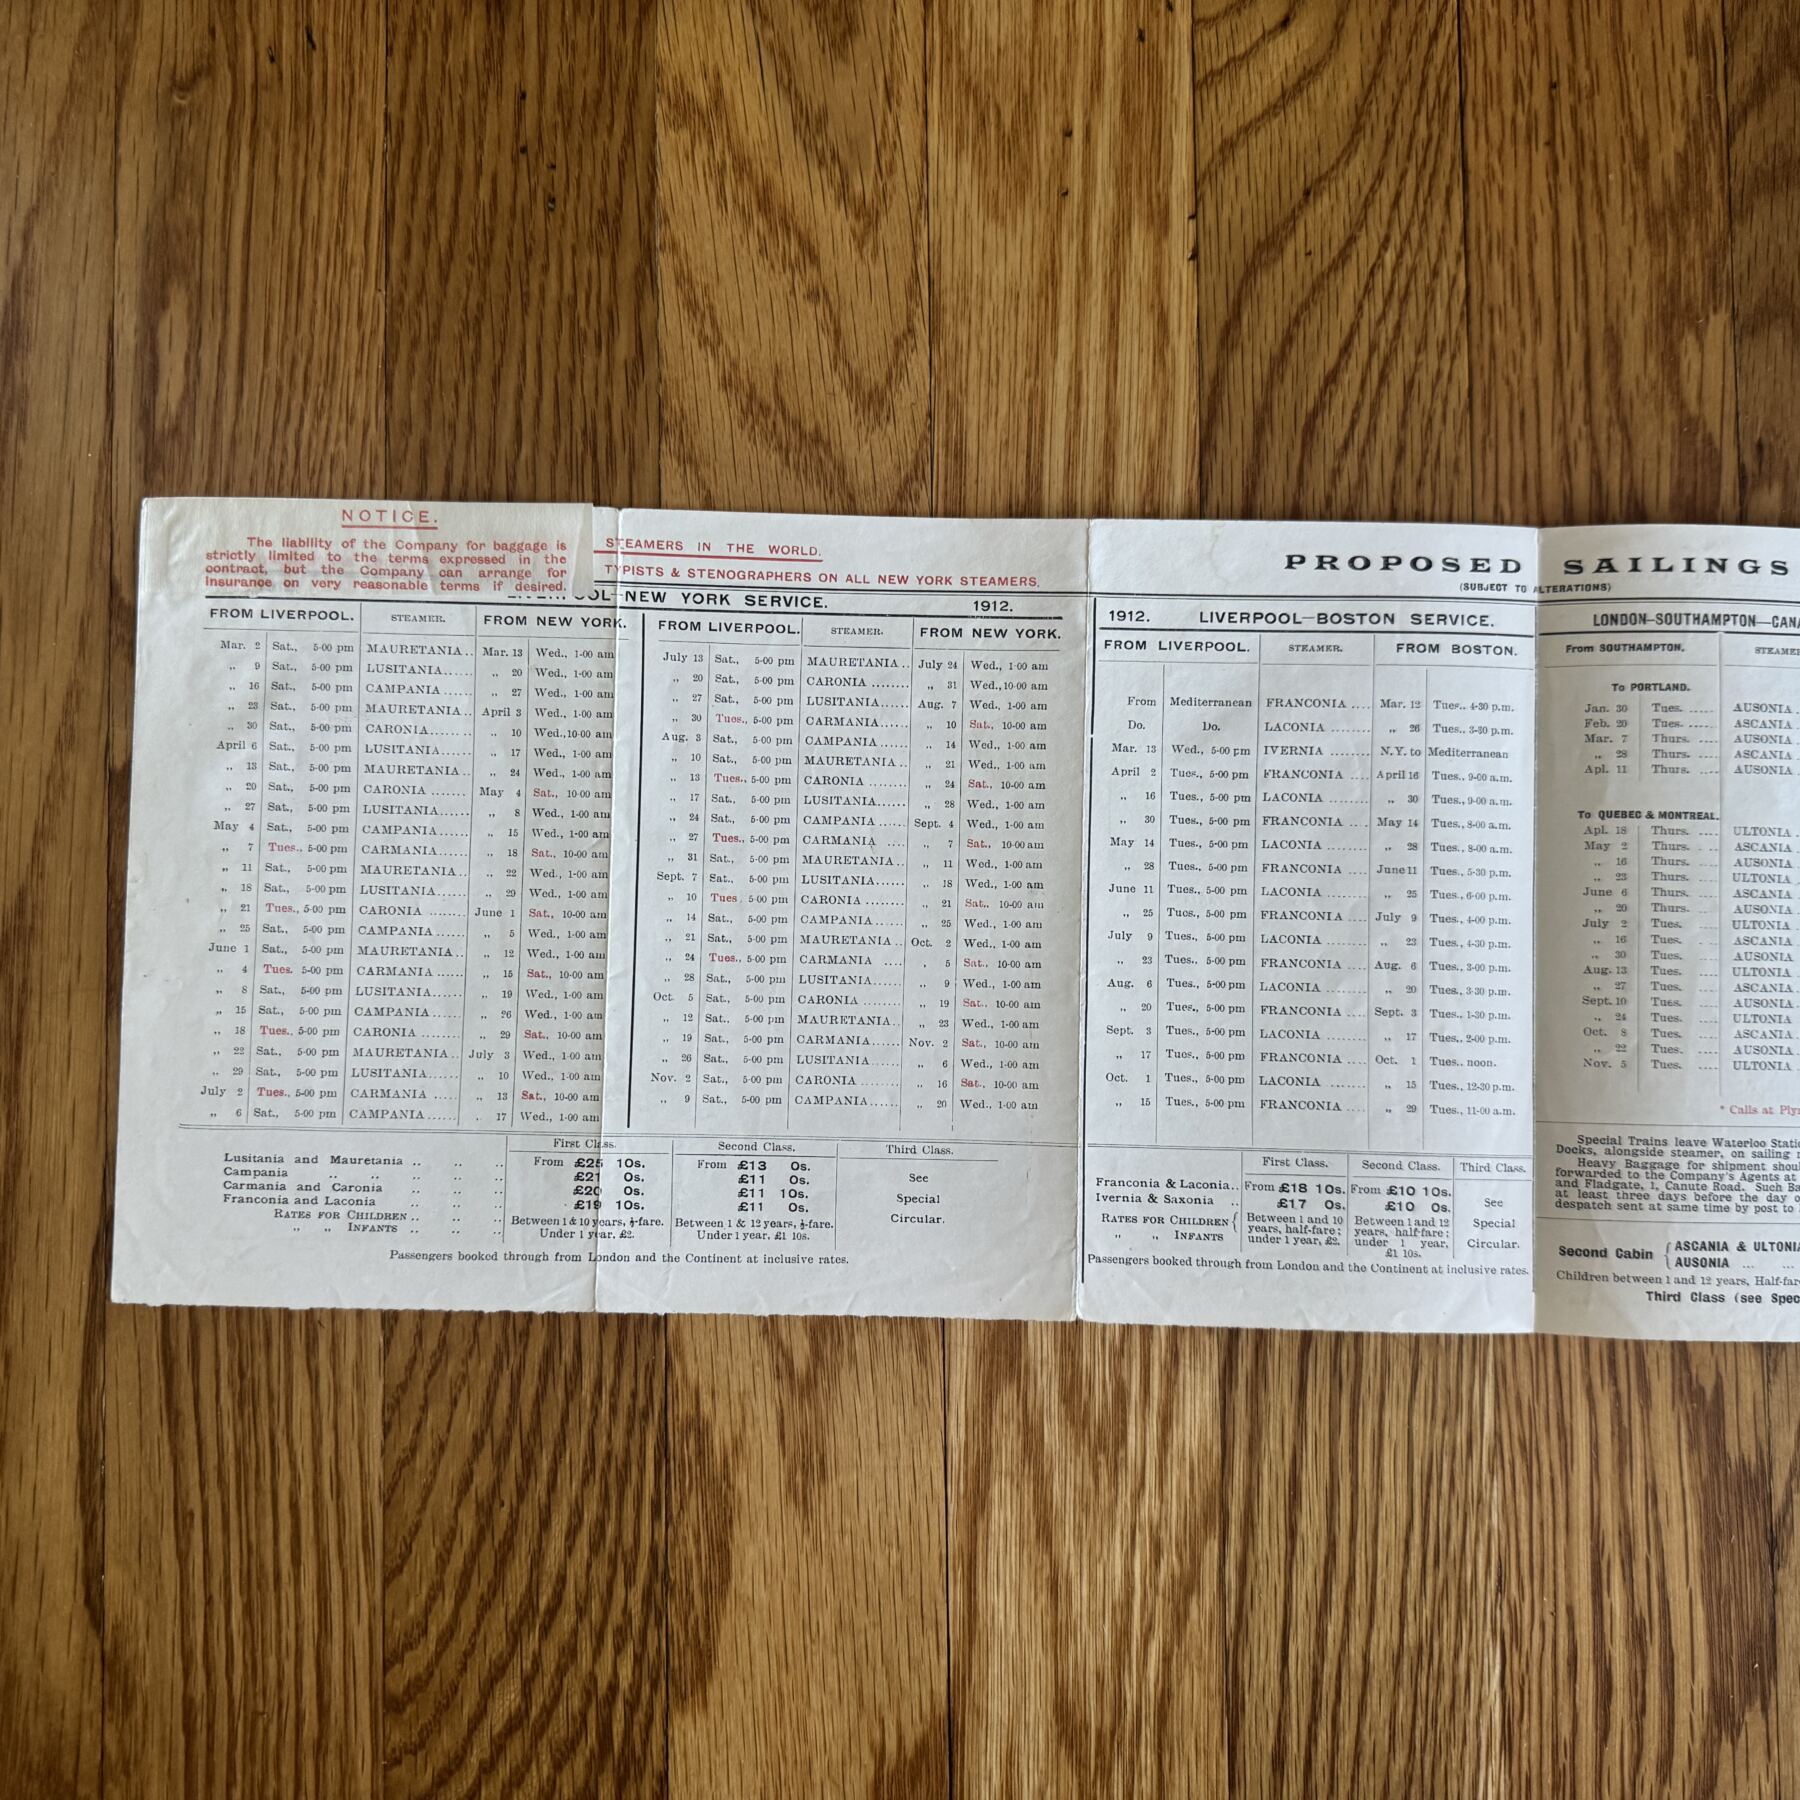 NOTICE.
The liability of the Company for baggage is
strictly limited to the terms expressed in the
contract, but the Company can arrange for
insurance on very reasonable terms if desired.
STEAMERS IN THE WORLD.
TYPISTS & STENOGRAPHERS ON ALL NEW YORK STEAMERS.
LIVERPOOL—NEW YORK SERVICE. 1912.
FROM LIVERPOOL. STEAMER. FROM NEW YORK.
Mar. 2 Sat., 5-00 pm MAURETANIA.. Mar. 13 Wed., 1-00 am
„ 9 Sat., 5-00 pm LUSITANIA...... „ 20 Wed., 1-00 am
„ 16 Sat., 5-00 pm CAMPANIA ...... „ 27 Wed., 1-00 am
„ 23 Sat., 5-00 pm MAURETANIA.. April 3 Wed., 1-00 am
„ 30 Sat., 5-00 pm CARONIA ........ „ 10 Wed., 10-00 am
April 6 Sat., 5-00 pm LUSITANIA...... „ 17 Wed., 1-00 am
„ 13 Sat., 5-00 pm MAURETANIA.. „ 24 Wed., 1-00 am
„ 20 Sat., 5-00 pm CARONIA ....... May 4 Sat., 10-00 am
„ 27 Sat., 5-00 pm LUSITANIA...... „ 8 Wed., 1-00 am
May 4 Sat., 5-00 pm CAMPANIA...... „ 15 Wed., 1-00 am
„ 7 Tues., 5-00 pm CARMANIA...... „ 18 Sat., 10-00 am
„ 11 Sat., 5-00 pm MAURETANIA.. „ 22 Wed., 1-00 am
„ 18 Sat., 5-00 pm LUSITANIA...... „ 29 Wed., 1-00 am
„ 21 Tues., 5-00 pm CARONIA ........ June 1 Sat., 10-00 am
„ 25 Sat., 5-00 pm CAMPANIA...... „ 5 Wed., 1-00 am
June 1 Sat., 5-00 pm MAURETANIA.. „ 12 Wed., 1-00 am
„ 4 Tues. 5-00 pm CARMANIA...... „ 15 Sat., 10-00 am
„ 8 Sat., 5-00 pm LUSITANIA...... „ 19 Wed., 1-00 am
„ 15 Sat., 5-00 pm CAMPANIA...... „ 26 Wed., 1-00 am
„ 18 Tues., 5-00 pm CARONIA ........ „ 29 Sat., 10-00 am
„ 22 Sat., 5-00 pm MAURETANIA.. July 3 Wed., 1-00 am
„ 29 Sat., 5-00 pm LUSITANIA...... „ 10 Wed., 1-00 am
July 2 Tues., 5-00 pm CARMANIA ...... „ 13 Sat., 10-00 am
„ 6 Sat., 5-00 pm CAMPANIA...... „ 17 Wed., 1-00 am
FROM LIVERPOOL. STEAMER. FROM NEW YORK.
July 13 Sat., 5-00 pm MAURETANIA.. July 24 Wed., 1-00 am
„ 20 Sat., 5-00 pm CARONIA ........ „ 31 Wed., 10-00 am
„ 27 Sat., 5-00 pm LUSITANIA...... Aug. 7 Wed., 1-00 am
„ 30 Tues., 5-00 pm CARMANIA...... „ 10 Sat., 10-00 am
Aug. 3 Sat., 5-00 pm CAMPANIA...... „ 14 Wed., 1-00 am
„ 10 Sat., 5-00 pm MAURETANIA.. „ 21 Wed., 1-00 am
„ 13 Tues., 5-00 pm CARONIA ........ „ 24 Sat., 10-00 am
„ 17 Sat., 5-00 pm LUSITANIA...... „ 28 Wed., 1-00 am
„ 24 Sat., 5-00 pm CAMPANIA...... Sept. 4 Wed., 1-00 am
„ 27 Tues., 5-00 pm CARMANIA ...... „ 7 Sat., 10-00 am
„ 31 Sat., 5-00 pm MAURETANIA.. „ 11 Wed., 1-00 am
Sept. 7 Sat., 5-00 pm LUSITANIA...... „ 18 Wed., 1-00 am
„ 10 Tues. 5-00 pm CARONIA ........ „ 21 Sat., 10-00 am
„ 14 Sat., 5-00 pm CAMPANIA...... „ 25 Wed., 1-00 am
„ 21 Sat., 5-00 pm MAURETANIA.. Oct. 2 Wed., 1-00 am
„ 24 Tues., 5-00 pm CARMANIA .... „ 5 Sat., 10-00 am
„ 28 Sat., 5-00 pm LUSITANIA...... „ 9 Wed., 1-00 am
Oct. 5 Sat., 5-00 pm CARONIA ........ „ 19 Sat., 10-00 am
„ 12 Sat., 5-00 pm MAURETANIA.. „ 23 Wed., 1-00 am
„ 19 Sat., 5-00 pm CARMANIA...... Nov. 2 Sat., 10-00 am
„ 26 Sat., 5-00 pm LUSITANIA...... „ 6 Wed., 1-00 am
Nov. 2 Sat., 5-00 pm CARONIA ........ „ 16 Sat., 10-00 am
„ 9 Sat., 5-00 pm CAMPANIA...... „ 20 Wed., 1-00 am
First Class. Second Class. Third Class.
Lusitania and Mauretania .. .. .. From £25 10s. From £13 0s. See
Campania .. .. .. £21 0s. £11 0s. Special
Carmania and Caronia .. .. £20 0s. £11 10s. Circular.
Franconia and Laconia .. .. .. £19 10s. £11 0s.
RATES FOR CHILDREN .. .. .. Between 1 & 10 years, ½-fare. Between 1 & 12 years, ½-fare.
„ „ INFANTS .. .. .. Under 1 year, £2. Under 1 year, £1 10s.
Passengers booked through from London and the Continent at inclusive rates.
PROPOSED SAILINGS
(SUBJECT TO ALTERATIONS)
1912. LIVERPOOL—BOSTON SERVICE.
FROM LIVERPOOL. STEAMER. FROM BOSTON.
From Mediterranean FRANCONIA .... Mar. 12 Tues.. 4-30 p.m.
Do. Do. LACONIA ........ „ 26 Tues.. 3-30 p.m.
Mar. 13 Wed., 5-00 pm IVERNIA ........ N.Y. to Mediterranean
April 2 Tues., 5-00 pm FRANCONIA .... April 16 Tues.. 9-00 a.m.
„ 16 Tues., 5-00 pm LACONIA ........ „ 30 Tues., 9-00 a.m.
„ 30 Tues., 5-00 pm FRANCONIA .... May 14 Tues., 8-00 a.m.
May 14 Tues., 5-00 pm LACONIA ........ „ 28 Tues., 8-00 a.m.
„ 28 Tues., 5-00 pm FRANCONIA .... June 11 Tues., 5-30 p.m.
June 11 Tues., 5-00 pm LACONIA ........ „ 25 Tues., 6-00 p.m.
„ 25 Tues., 5-00 pm FRANCONIA .... July 9 Tues., 4-00 p.m.
July 9 Tues., 5-00 pm LACONIA ........ „ 23 Tues., 4-30 p.m.
„ 23 Tues., 5-00 pm FRANCONIA .... Aug. 6 Tues., 3-00 p.m.
Aug. 6 Tues., 5-00 pm LACONIA ........ „ 20 Tues., 3-30 p.m.
„ 20 Tues., 5-00 pm FRANCONIA .... Sept. 3 Tues., 1-30 p.m.
Sept. 3 Tues., 5-00 pm LACONIA ........ „ 17 Tues., 2-00 p.m.
„ 17 Tues., 5-00 pm FRANCONIA .... Oct. 1 Tues.. noon.
Oct. 1 Tues., 5-00 pm LACONIA ........ „ 15 Tues., 12-30 p.m.
„ 15 Tues., 5-00 pm FRANCONIA .... „ 29 Tues., 11-00 a.m.
First Class. Second Class. Third Class.
Franconia & Laconia.. From £18 10s. From £10 10s. See
Ivernia & Saxonia .. £17 0s. £10 0s. Special
RATES FOR CHILDREN Between 1 and 10 years, half-fare; Between 1 and 12 years, half-fare; Circular.
„ „ INFANTS under 1 year, £2. under 1 year, £1 10s.
Passengers booked through from London and the Continent at inclusive rates.
LONDON—SOUTHAMPTON—CANA
From SOUTHAMPTON. STEAMER
To PORTLAND.
Jan. 30 Tues. ..... AUSONIA .
Feb. 20 Tues. ..... ASCANIA .
Mar. 7 Thurs. .... AUSONIA .
„ 28 Thurs. .... ASCANIA .
Apl. 11 Thurs. .... AUSONIA .
To QUEBEC & MONTREAL.
Apl. 18 Thurs. .... ULTONIA
May 2 Thurs. .... ASCANIA
„ 16 Thurs. .... AUSONIA
„ 23 Thurs. .... ULTONIA
June 6 Thurs. .... ASCANIA
„ 20 Thurs. .... AUSONIA
July 2 Tues. .... ULTONIA
„ 16 Tues. .... ASCANIA
„ 30 Tues. .... AUSONIA
Aug. 13 Tues. .... ULTONIA
„ 27 Tues. .... ASCANIA
Sept. 10 Tues. .... AUSONIA
„ 24 Tues. .... ULTONIA
Oct. 8 Tues. .... ASCANIA
„ 22 Tues. .... AUSONIA
Nov. 5 Tues. .... ULTONIA
* Calls at Ply
Special Trains leave Waterloo Stati
Docks, alongside steamer, on sailing
Heavy Baggage for shipment shou
forwarded to the Company's Agents at
and Fladgate, 1, Canute Road. Such Ba
at least three days before the day o
despatch sent at same time by post to
Second Cabin { ASCANIA & ULTONIA
AUSONIA ... ...
Children between 1 and 12 years, Half-fare
Third Class (see Spec